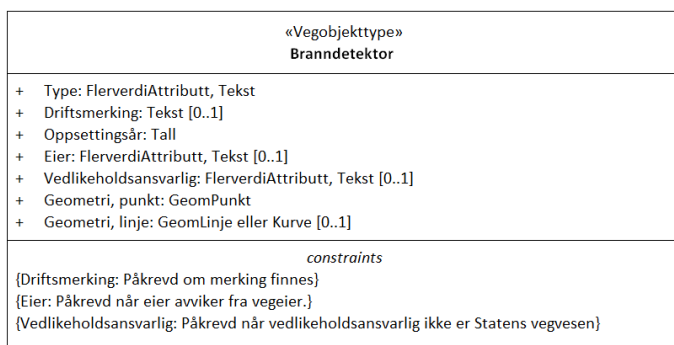 «Vegobjekttype»
Branndetektor
+ Type: FlerverdiAttributt, Tekst
+ Driftsmerking: Tekst [0..1]
+ Oppsettingsår: Tall
+ Eier: FlerverdiAttributt, Tekst [0..1]
+ Vedlikeholdsansvarlig: FlerverdiAttributt, Tekst [0..1]
+ Geometri, punkt: GeomPunkt
+ Geometri, linje: GeomLinje eller Kurve [0..1]
constraints
{Driftsmerking: Påkrevd om merking finnes}
{Eier: Påkrevd når eier avviker fra vegeier.}
{Vedlikeholdsansvarlig: Påkrevd når vedlikeholdsansvarlig ikke er Statens vegvesen}